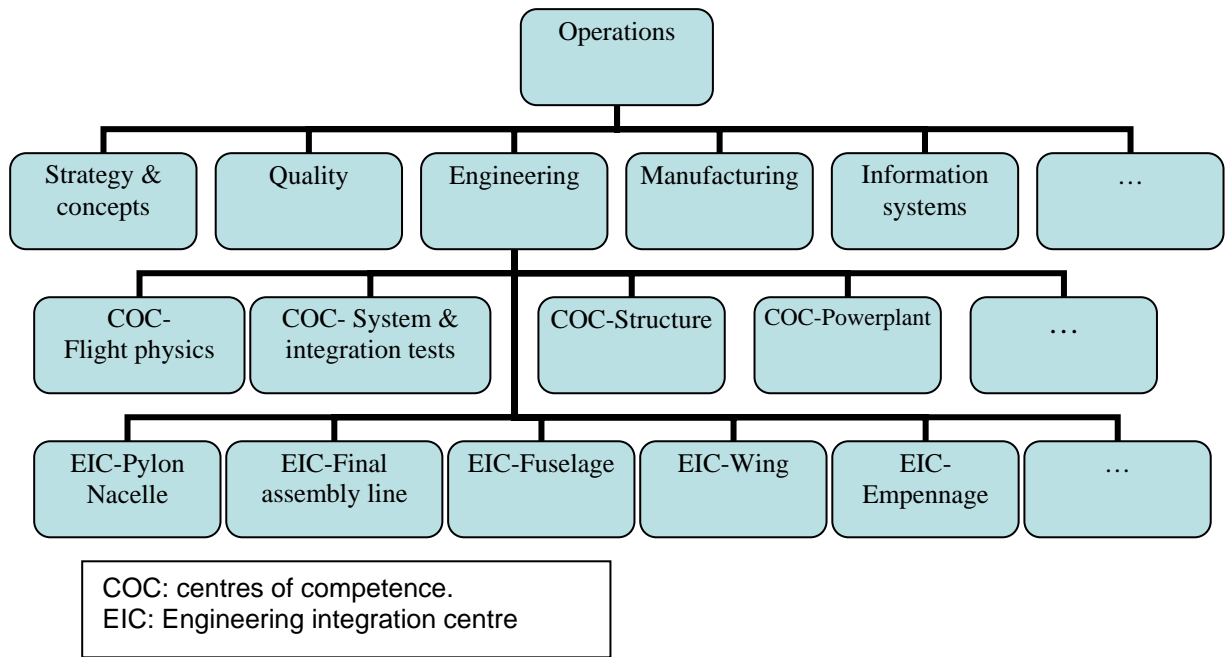 Operations
Strategy &
concepts
Quality
Engineering
Manufacturing
Information
systems
…
COC-
Flight physics
COC- System &
integration tests
COC-Structure
COC-Powerplant
…
EIC-Pylon
Nacelle
EIC-Final
assembly line
EIC-Fuselage
EIC-Wing
EIC-
Empennage
…
COC: centres of competence.
EIC: Engineering integration centre